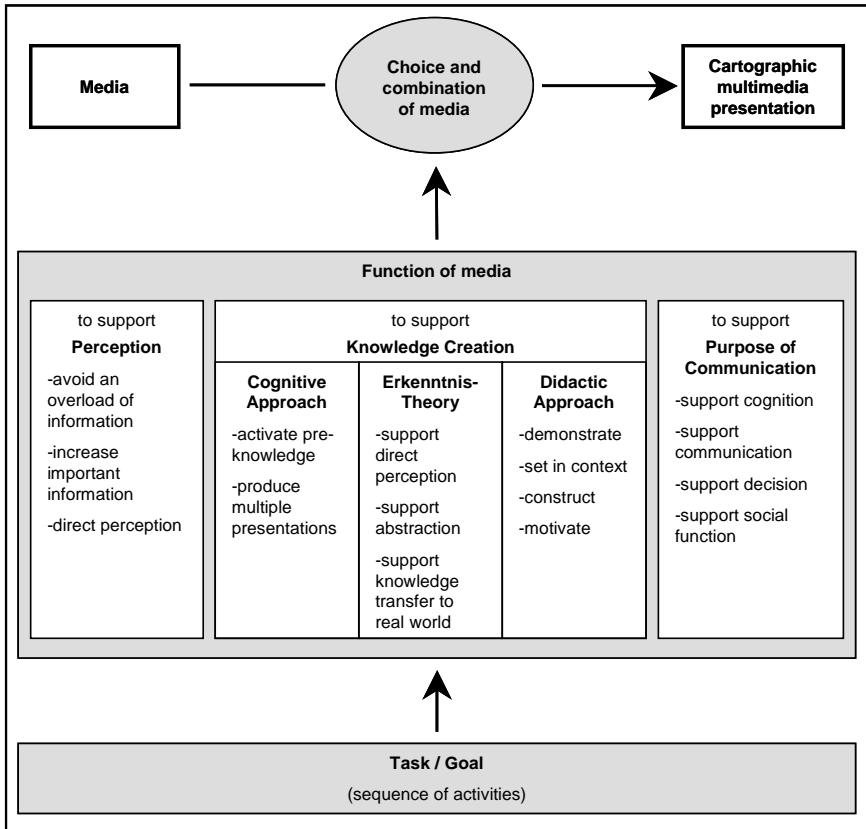 Media
Choice and
combination
of media
Cartographic
multimedia
presentation
Function of media
to support
Perception
-avoid an
overload of
information
-increase
important
information
-direct perception
to support
Knowledge Creation
Cognitive
Approach
-activate pre-
knowledge
-produce
multiple
presentations
Erkenntnis-
Theory
-support
direct
perception
-support
abstraction
-support
knowledge
transfer to
real world
Didactic
Approach
-demonstrate
-set in context
-construct
-motivate
to support
Purpose of
Communication
-support cognition
-support
communication
-support decision
-support social
function
Task / Goal
(sequence of activities)